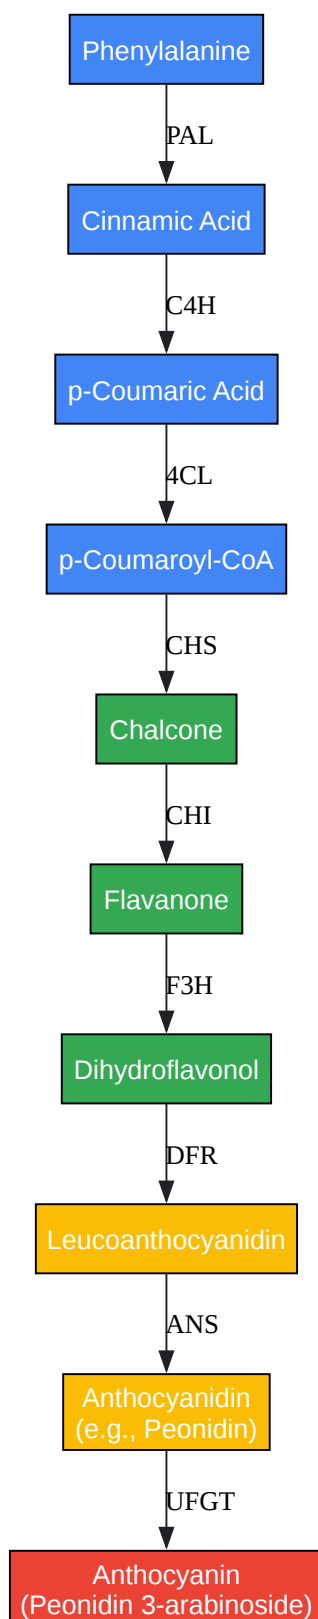 Phenylalanine
PAL
Cinnamic Acid
C4H
p-Coumaric Acid
4CL
p-Coumaroyl-CoA
CHS
Chalcone
CHI
Flavanone
F3H
Dihydroflavonol
DFR
Leucoanthocyanidin
ANS
Anthocyanidin
(e.g., Peonidin)
UFGT
Anthocyanin
(Peonidin 3-arabinoside)